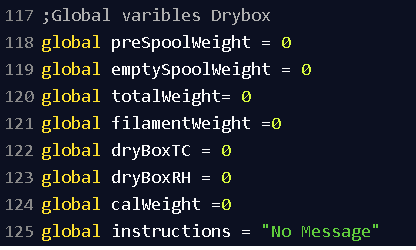 117 ;Global varibles Drybox
118 global preSpoolWeight = 0
119 global emptySpoolWeight = 0
120 global totalWeight= 0
121 global filamentWeight =0
122 global dryBoxTC = 0
123 global dryBoxRH = 0
124 global calWeight =0
125 global instructions = "No Message"